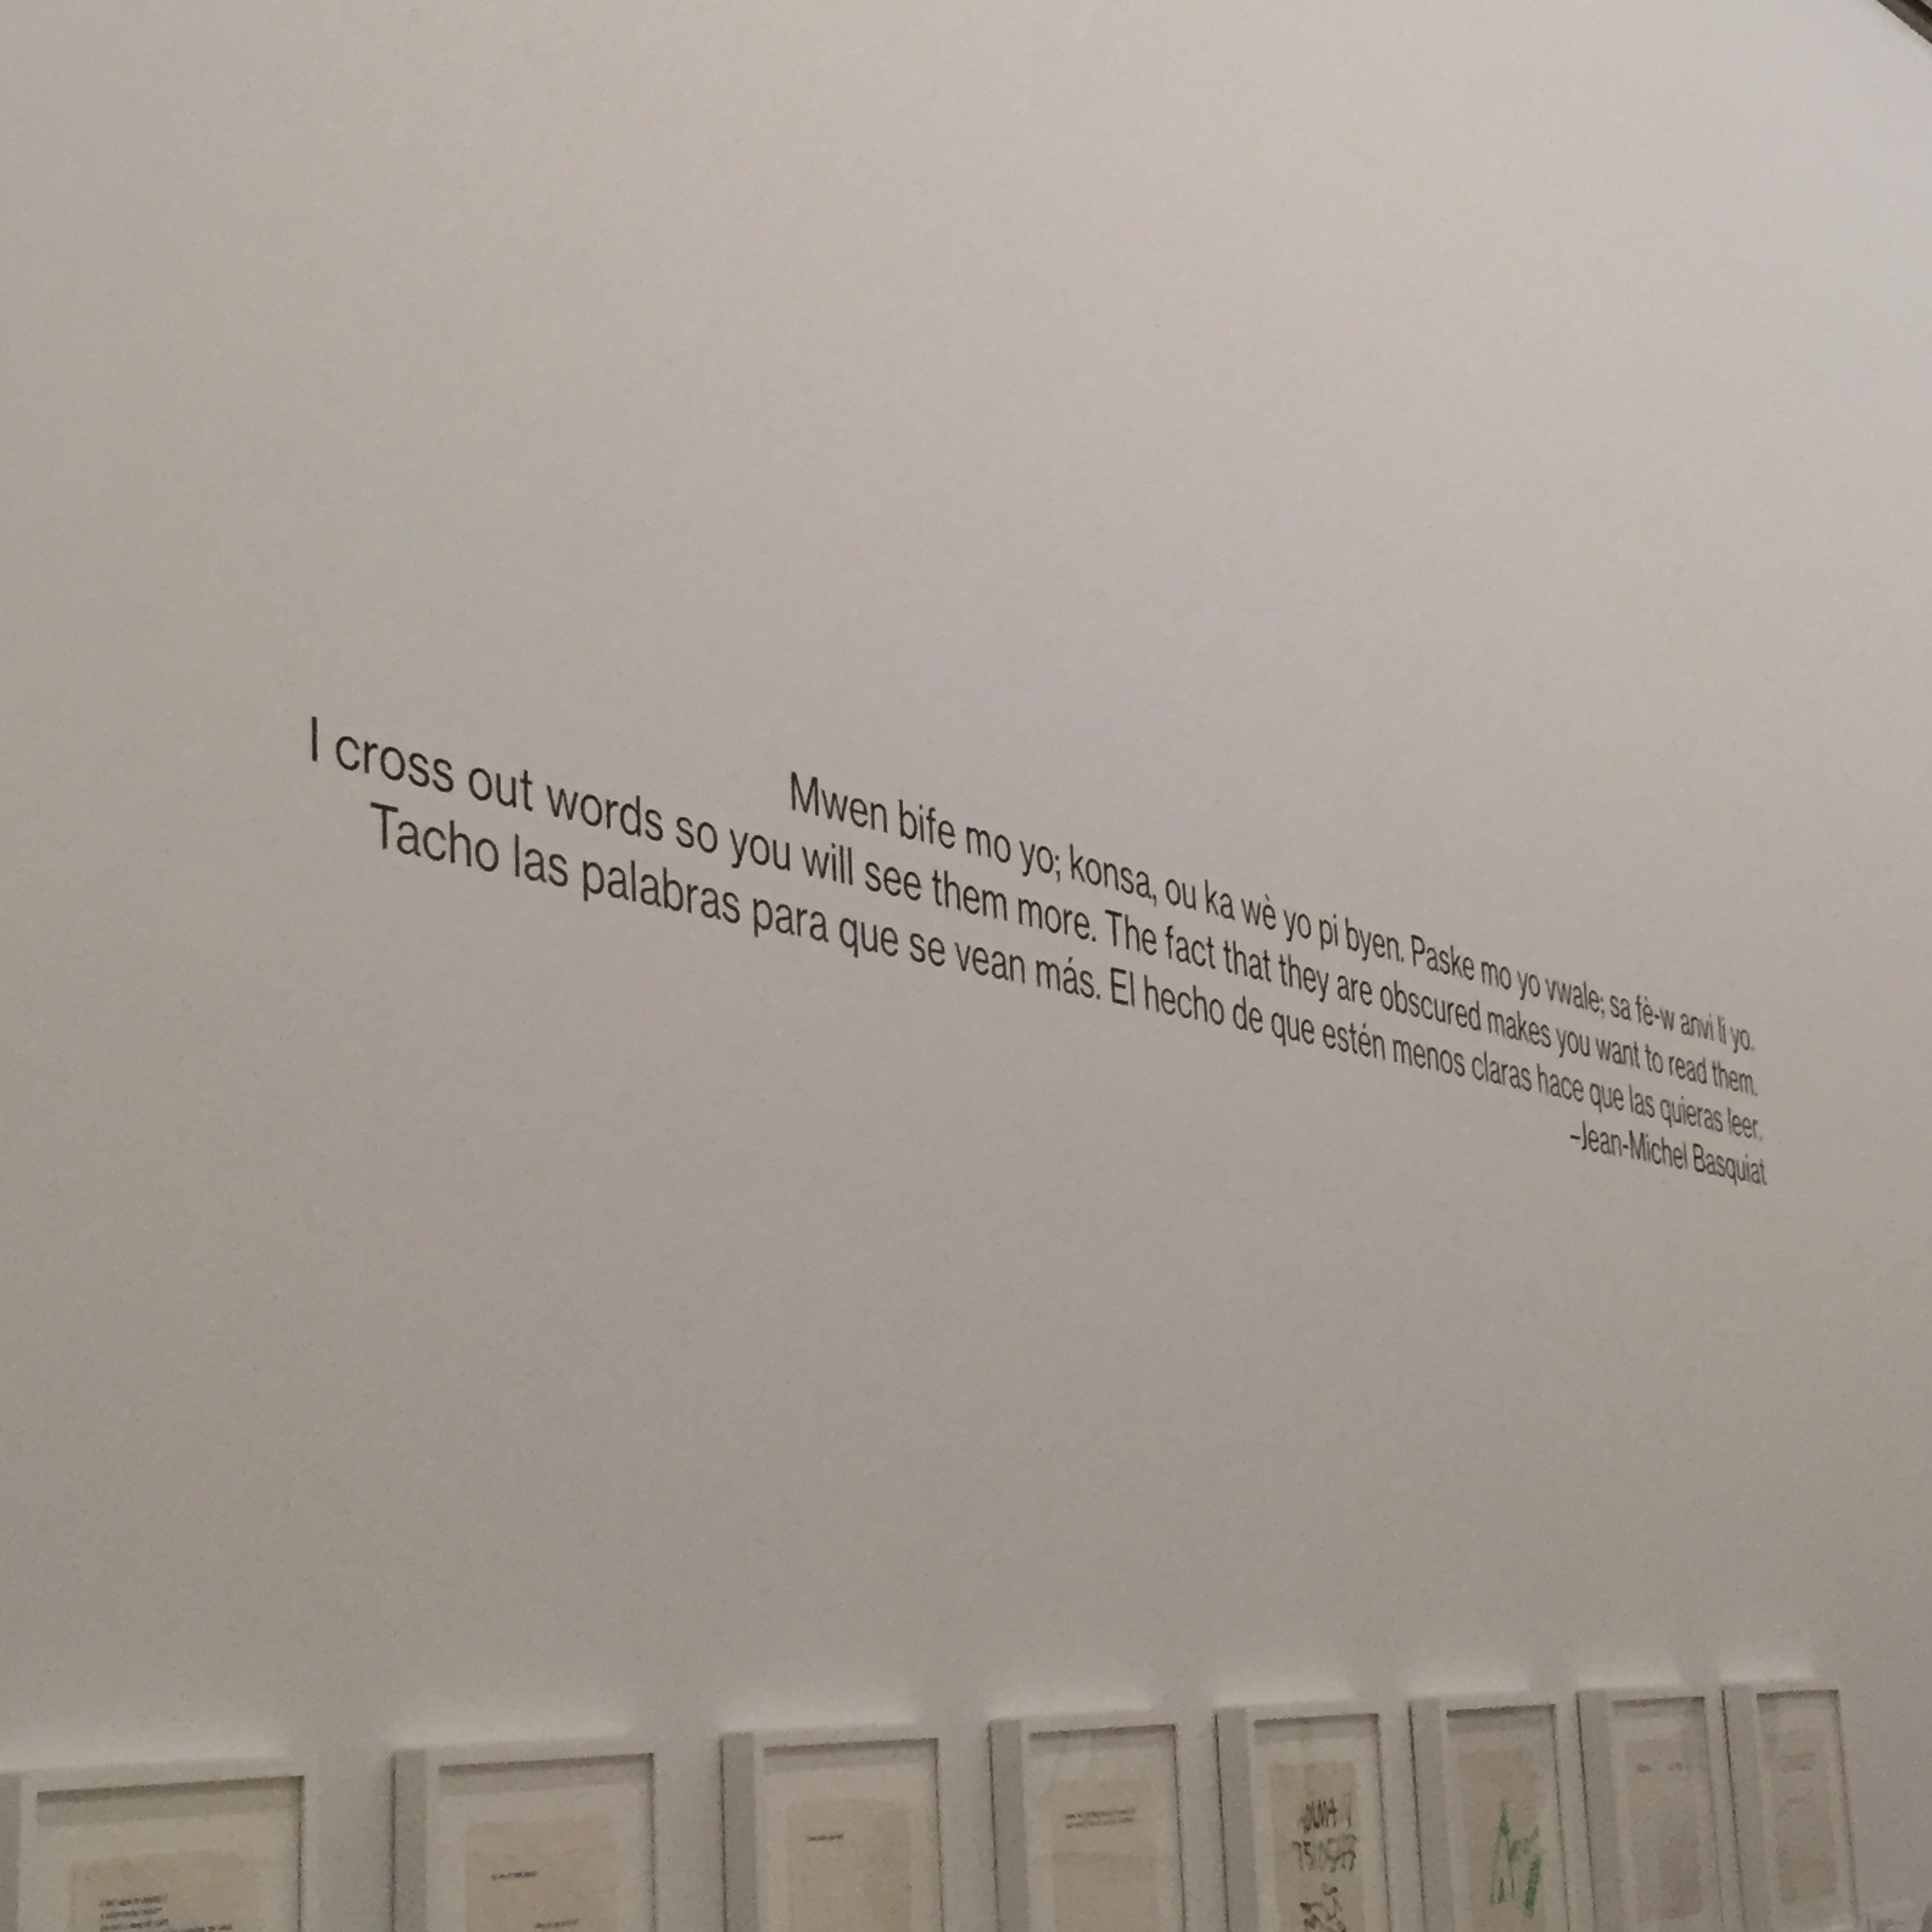 Mwen bife mo yo; konsa, ou ka wè yo pi byen. Paske mo yo vwale; sa fè-w anvi li yo.
I cross out words so you will see them more. The fact that they are obscured makes you want to read them.
Tacho las palabras para que se vean más. El hecho de que estén menos claras hace que las quieras leer.
–Jean-Michel Basquiat